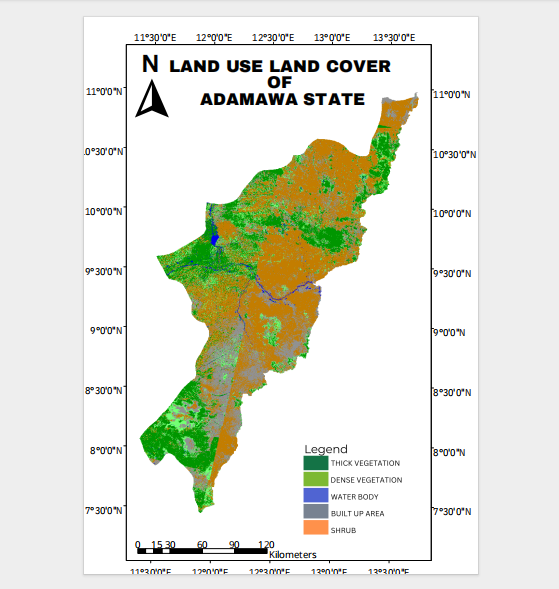 11°30'0"E 12°0'0"E 12°30'0"E 13°0'0"E 13°30'0"E
N LAND USE LAND COVER
OF
ADAMAWA STATE
11°0'0"N 11°0'0"N
0°30'0"N 10°30'0"N
10°0'0"N 10°0'0"N
9°30'0"N 9°30'0"N
9°0'0"N 9°0'0"N
8°30'0"N 8°30'0"N
8°0'0"N 8°0'0"N
7°30'0"N 7°30'0"N
Legend
THICK VEGETATION
DENSE VEGETATION
WATER BODY
BUILT UP AREA
SHRUB
0 15 30 60 90 120
Kilometers
11°30'0"E 12°0'0"E 12°30'0"E 13°0'0"E 13°30'0"E